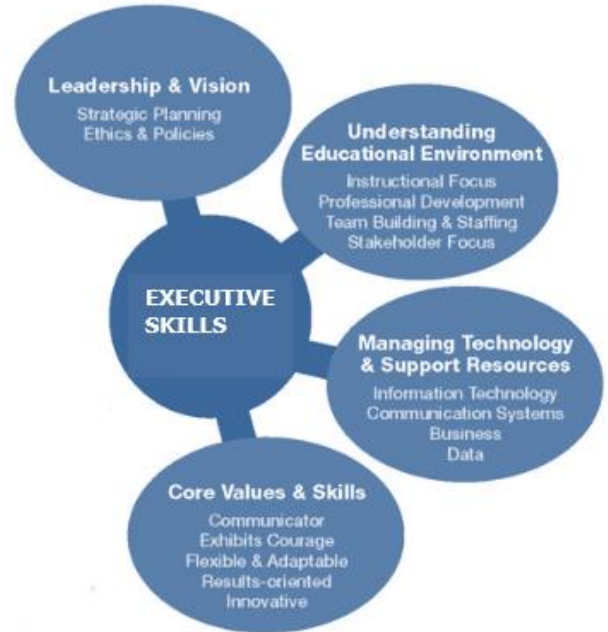 Leadership & Vision
Strategic Planning
Ethics & Policies
Understanding
Educational Environment
Instructional Focus
Professional Development
Team Building & Staffing
Stakeholder Focus
EXECUTIVE
SKILLS
Managing Technology
& Support Resources
Information Technology
Communication Systems
Business
Data
Core Values & Skills
Communicator
Exhibits Courage
Flexible & Adaptable
Results-oriented
Innovative